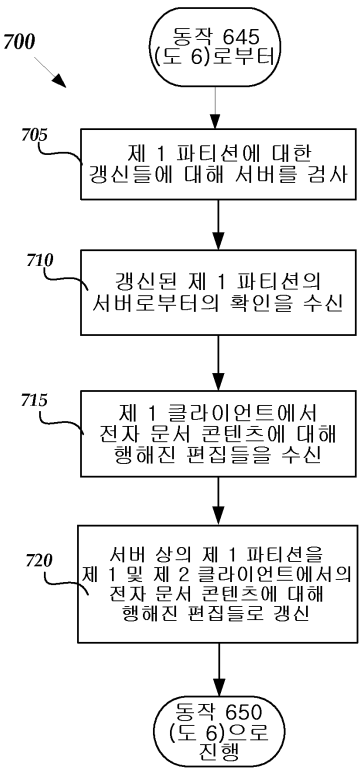 700
동작 645
(도 6)로부터
705
제 1 파티션에 대한
갱신들에 대해 서버를 검사
710
갱신된 제 1 파티션의
서버로부터의 확인을 수신
715
제 1 클라이언트에서
전자 문서 콘텐츠에 대해
행해진 편집들을 수신
720
서버 상의 제 1 파티션을
제 1 및 제 2 클라이언트에서의
전자 문서 콘텐츠에 대해
행해진 편집들로 갱신
동작 650
(도 6)으로
진행